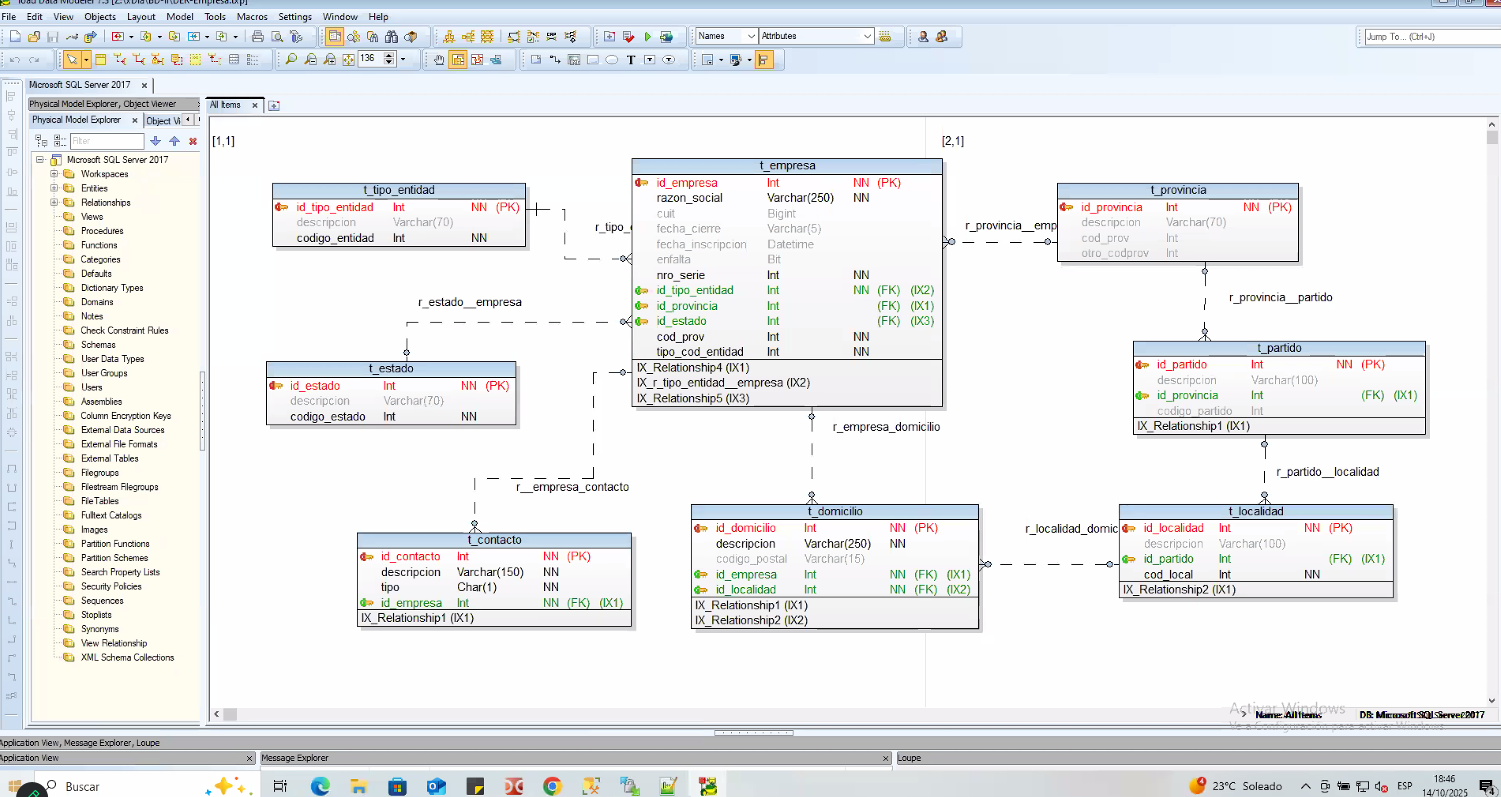 Toad Data Modeler 7.3 [Z:\Dia\BD-II\DER-Empresa.txp]
File Edit View Objects Layout Model Tools Macros Settings Window Help
Names Attributes
Jump To... (Ctrl+J)
136
Microsoft SQL Server 2017 ×
Physical Model Explorer, Object Viewer
Physical Model Explorer × Object Vi
Filter
All Items ×
Microsoft SQL Server 2017
Workspaces
Entities
Relationships
Views
Procedures
Functions
Categories
Defaults
Dictionary Types
Domains
Notes
Check Constraint Rules
Schemas
User Data Types
User Groups
Users
Assemblies
Column Encryption Keys
External Data Sources
External File Formats
External Tables
Filegroups
Filestream Filegroups
FileTables
Fulltext Catalogs
Images
Partition Functions
Partition Schemes
Search Property Lists
Security Policies
Sequences
Stoplists
Synonyms
View Relationship
XML Schema Collections
[1,1]
[2,1]
t_tipo_entidad
id_tipo_entidad Int NN (PK)
descripcion Varchar(70)
codigo_entidad Int NN
r_tipo_
t_empresa
id_empresa Int NN (PK)
razon_social Varchar(250) NN
cuit Bigint
fecha_cierre Varchar(5)
fecha_inscripcion Datetime
enfalta Bit
nro_serie Int NN
id_tipo_entidad Int NN (FK) (IX2)
id_provincia Int (FK) (IX1)
id_estado Int (FK) (IX3)
cod_prov Int NN
tipo_cod_entidad Int NN
IX_Relationship4 (IX1)
IX_r_tipo_entidad__empresa (IX2)
IX_Relationship5 (IX3)
r_provincia__emp
t_provincia
id_provincia Int NN (PK)
descripcion Varchar(70)
cod_prov Int
otro_codprov Int
r_provincia__partido
r_estado__empresa
t_estado
id_estado Int NN (PK)
descripcion Varchar(70)
codigo_estado Int NN
t_partido
id_partido Int NN (PK)
descripcion Varchar(100)
id_provincia Int (FK) (IX1)
codigo_partido Int
IX_Relationship1 (IX1)
r_empresa_domicilio
r_partido__localidad
r__empresa_contacto
t_contacto
id_contacto Int NN (PK)
descripcion Varchar(150) NN
tipo Char(1) NN
id_empresa Int NN (FK) (IX1)
IX_Relationship1 (IX1)
t_domicilio
id_domicilio Int NN (PK)
descripcion Varchar(250) NN
codigo_postal Varchar(15)
id_empresa Int NN (FK) (IX1)
id_localidad Int NN (FK) (IX2)
IX_Relationship1 (IX1)
IX_Relationship2 (IX2)
r_localidad_domic
t_localidad
id_localidad Int NN (PK)
descripcion Varchar(100)
id_partido Int (FK) (IX1)
cod_local Int NN
IX_Relationship2 (IX1)
Activar Windows
Ve a Configuración para activar Windows.
Name: All Items DB: Microsoft SQL Server 2017
Application View, Message Explorer, Loupe
Application View × Message Explorer × Loupe
Buscar
23°C Soleado
ESP
18:46
14/10/2025
4